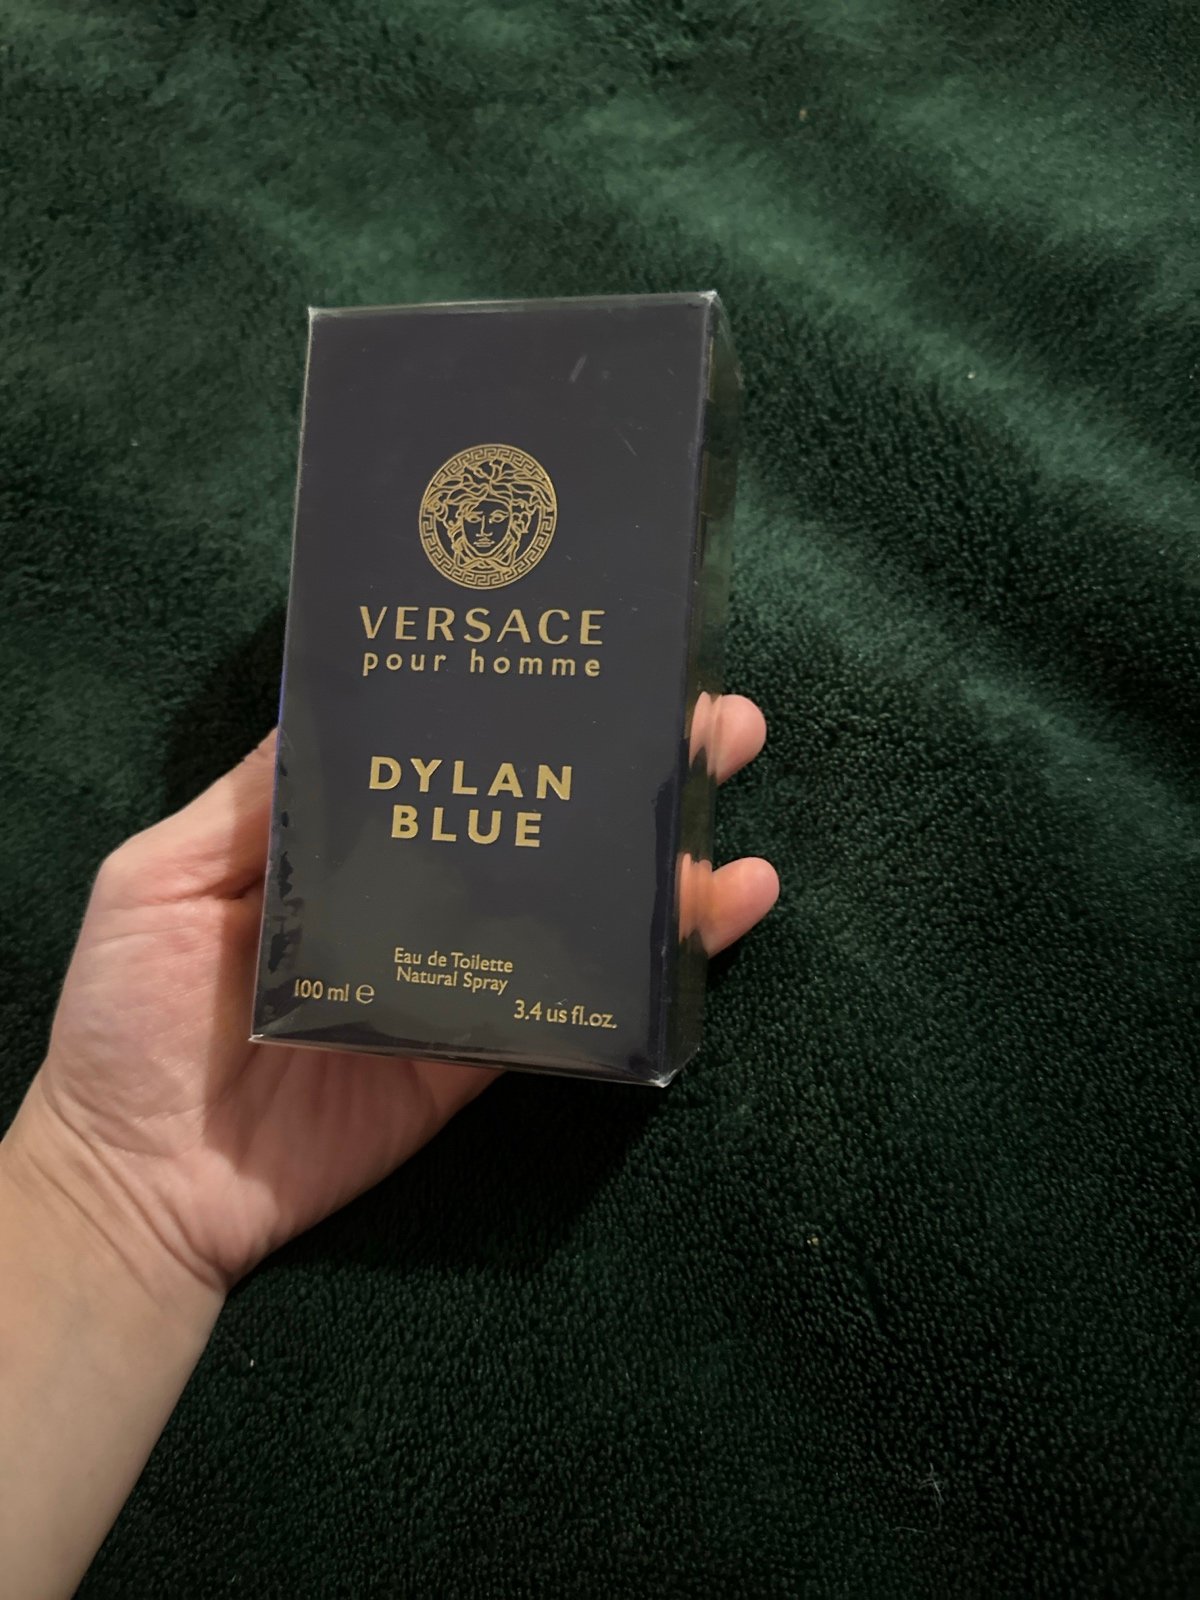 VERSACE
pour homme
DYLAN
BLUE
Eau de Toilette
Natural Spray
100 ml ℮
3.4 us fl.oz.